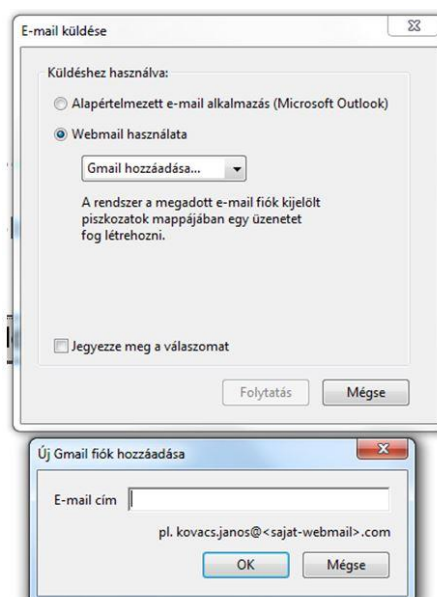 E-mail küldése
Küldéshez használva:
Alapértelmezett e-mail alkalmazás (Microsoft Outlook)
Webmail használata
Gmail hozzáadása...
A rendszer a megadott e-mail fiók kijelölt
piszkozatok mappájában egy üzenetet
fog létrehozni.
Jegyezze meg a válaszomat
Folytatás Mégse
Új Gmail fiók hozzáadása
E-mail cím
pl. kovacs.janos@<sajat-webmail>.com
OK Mégse